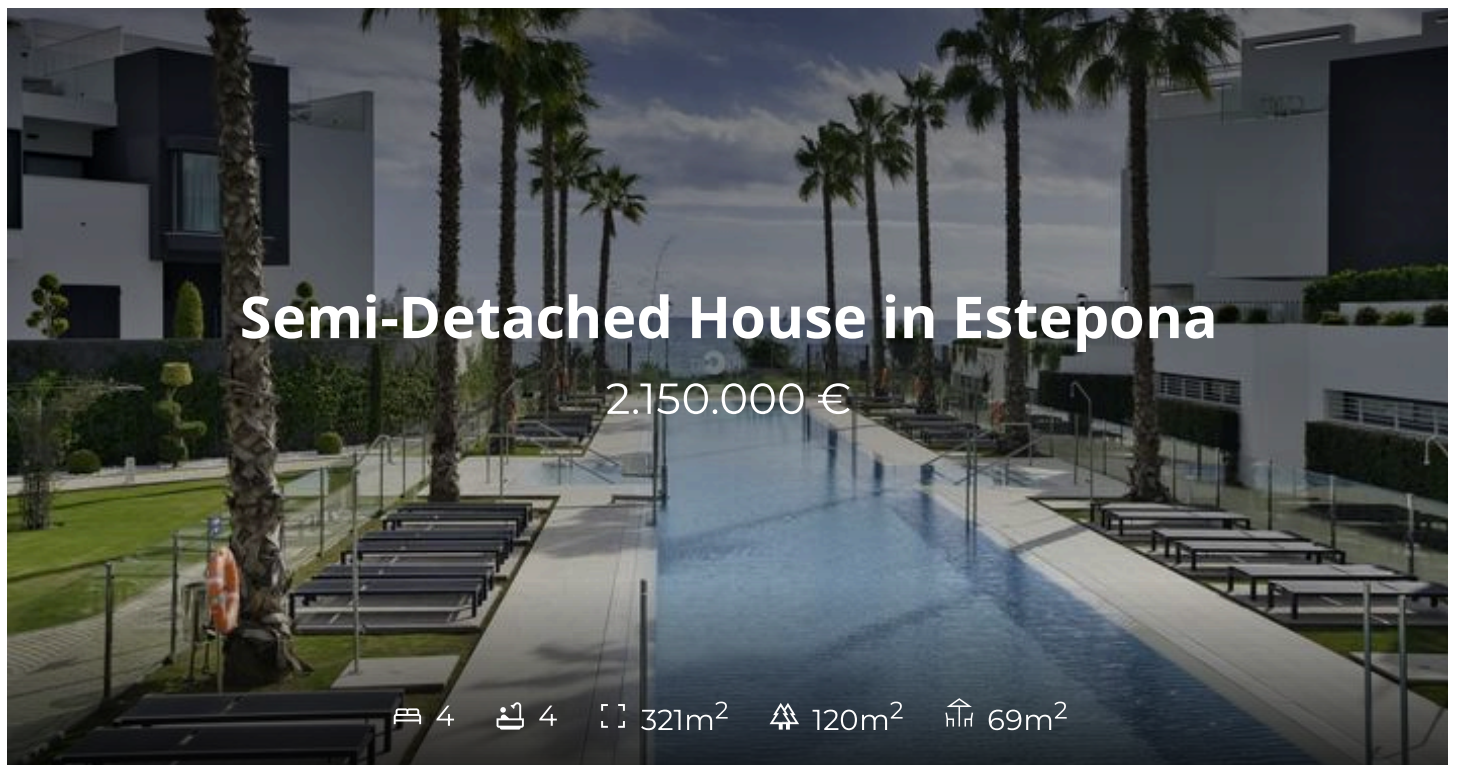 Semi-Detached House in Estepona
2.150.000 €
4 4 321m² 120m² 69m²